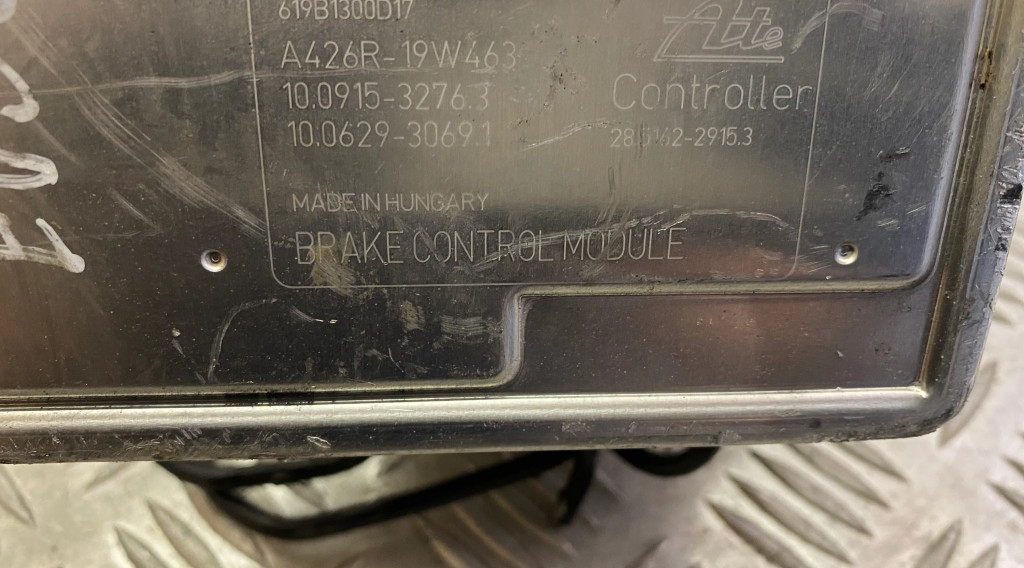 619B1300D17
A426R-19W463
10.0915-3276.3
10.0629-3069.1
Ate
Controller
MADE IN HUNGARY
BRAKE CONTROL MODULE